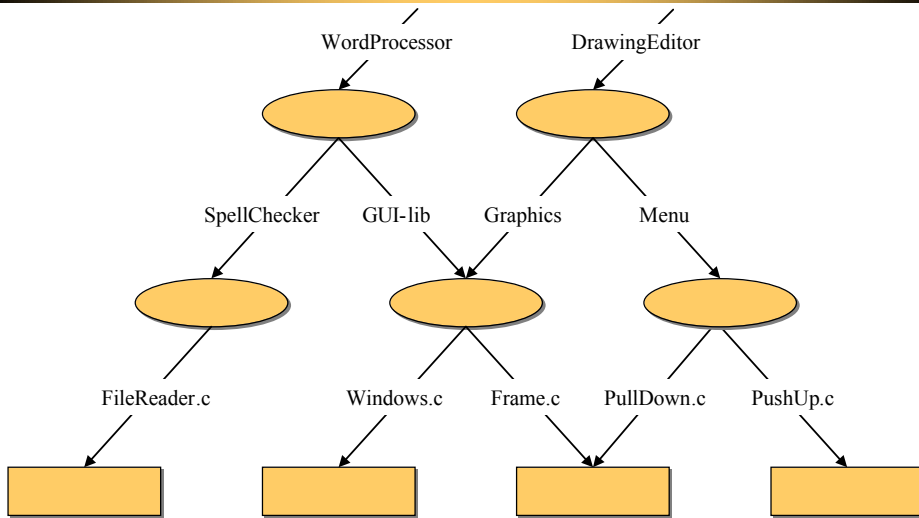 WordProcessor DrawingEditor
SpellChecker GUI-lib Graphics Menu
FileReader.c Windows.c Frame.c PullDown.c PushUp.c